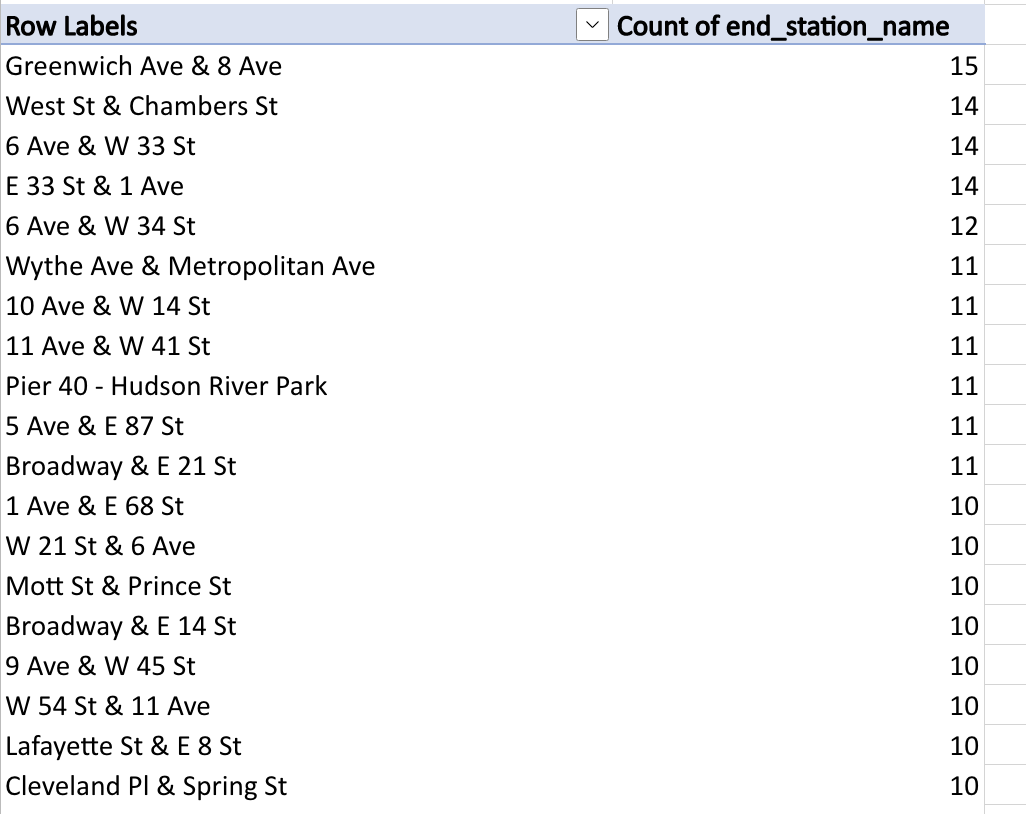 Row Labels Count of end_station_name
Greenwich Ave & 8 Ave 15
West St & Chambers St 14
6 Ave & W 33 St 14
E 33 St & 1 Ave 14
6 Ave & W 34 St 12
Wythe Ave & Metropolitan Ave 11
10 Ave & W 14 St 11
11 Ave & W 41 St 11
Pier 40 - Hudson River Park 11
5 Ave & E 87 St 11
Broadway & E 21 St 11
1 Ave & E 68 St 10
W 21 St & 6 Ave 10
Mott St & Prince St 10
Broadway & E 14 St 10
9 Ave & W 45 St 10
W 54 St & 11 Ave 10
Lafayette St & E 8 St 10
Cleveland Pl & Spring St 10